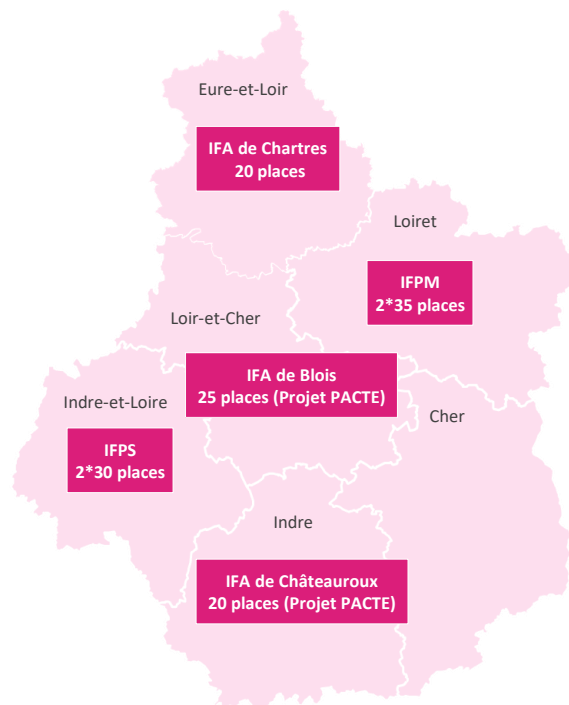 Eure-et-Loir
IFA de Chartres
20 places
Loiret
IFPM
2*35 places
Loir-et-Cher
IFA de Blois
25 places (Projet PACTE)
Indre-et-Loire
Cher
IFPS
2*30 places
Indre
IFA de Châteauroux
20 places (Projet PACTE)